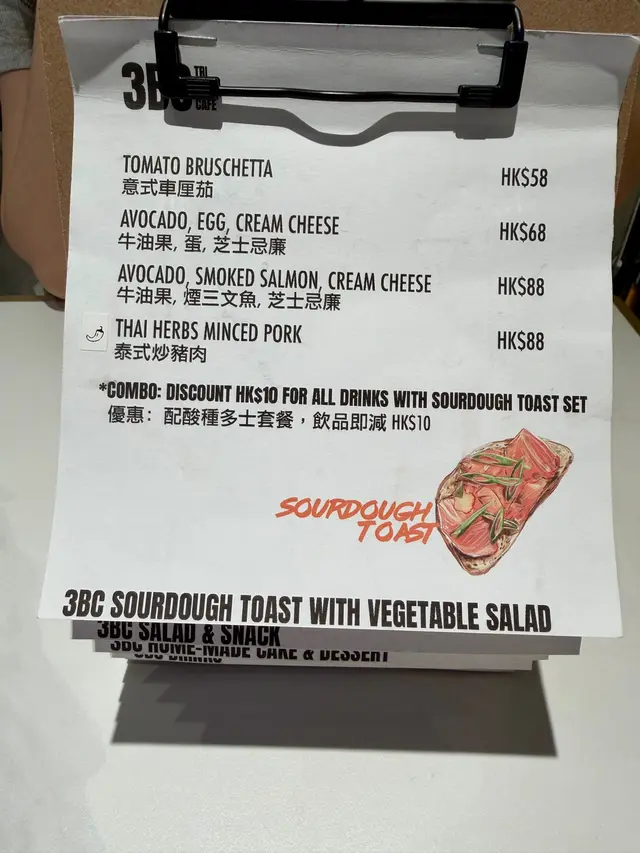 3BC TRI
CAFE
TOMATO BRUSCHETTA HK$58
意式車厘茄
AVOCADO, EGG, CREAM CHEESE HK$68
牛油果, 蛋, 芝士忌廉
AVOCADO, SMOKED SALMON, CREAM CHEESE HK$88
牛油果, 煙三文魚, 芝士忌廉
THAI HERBS MINCED PORK HK$88
泰式炒豬肉
*COMBO: DISCOUNT HK$10 FOR ALL DRINKS WITH SOURDOUGH TOAST SET
優惠: 配酸種多士套餐，飲品即減 HK$10
SOURDOUGH
TOAST
3BC SOURDOUGH TOAST WITH VEGETABLE SALAD
3BC SALAD & SNACK
3BC HOME-MADE CAKE & DESSERT
3BC DRINKS